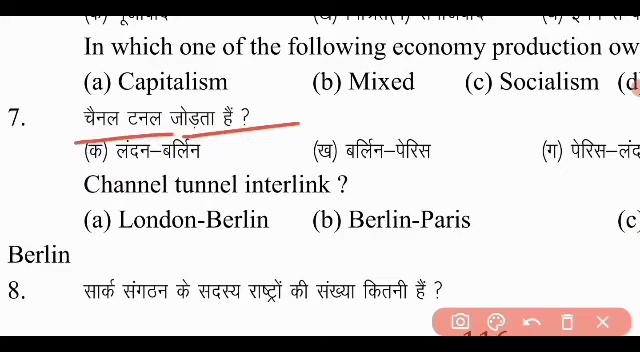 In which one of the following economy production ow
(a) Capitalism (b) Mixed (c) Socialism (d
7. चैनल टनल जोड़ता हैं ?
(क) लंदन–बर्लिन (ख) बर्लिन–पेरिस (ग) पेरिस–लंद
Channel tunnel interlink ?
(a) London-Berlin (b) Berlin-Paris (c)
Berlin
8. सार्क संगठन के सदस्य राष्ट्रों की संख्या कितनी हैं ?